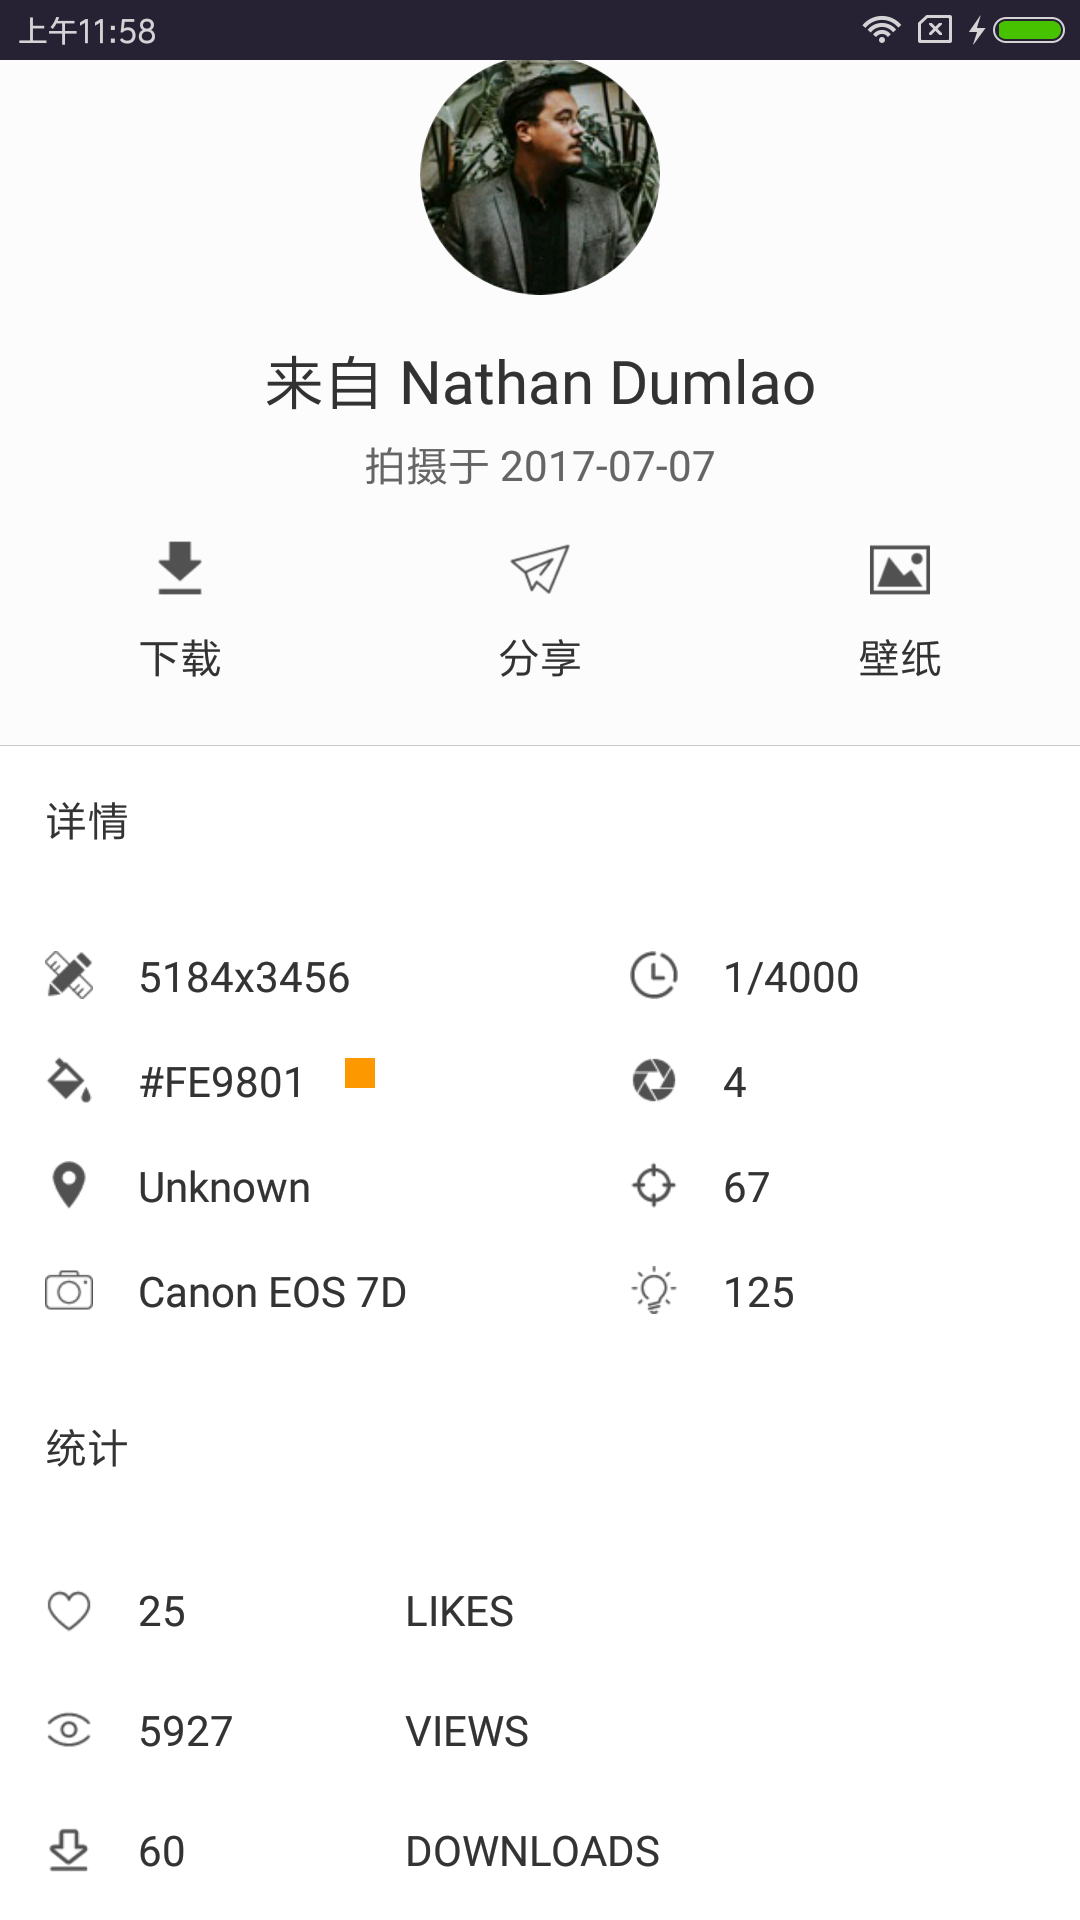 上午11:58
来自 Nathan Dumlao
拍摄于 2017-07-07
下载 分享 壁纸
详情
5184x3456 1/4000
#FE9801 4
Unknown 67
Canon EOS 7D 125
统计
25 LIKES
5927 VIEWS
60 DOWNLOADS